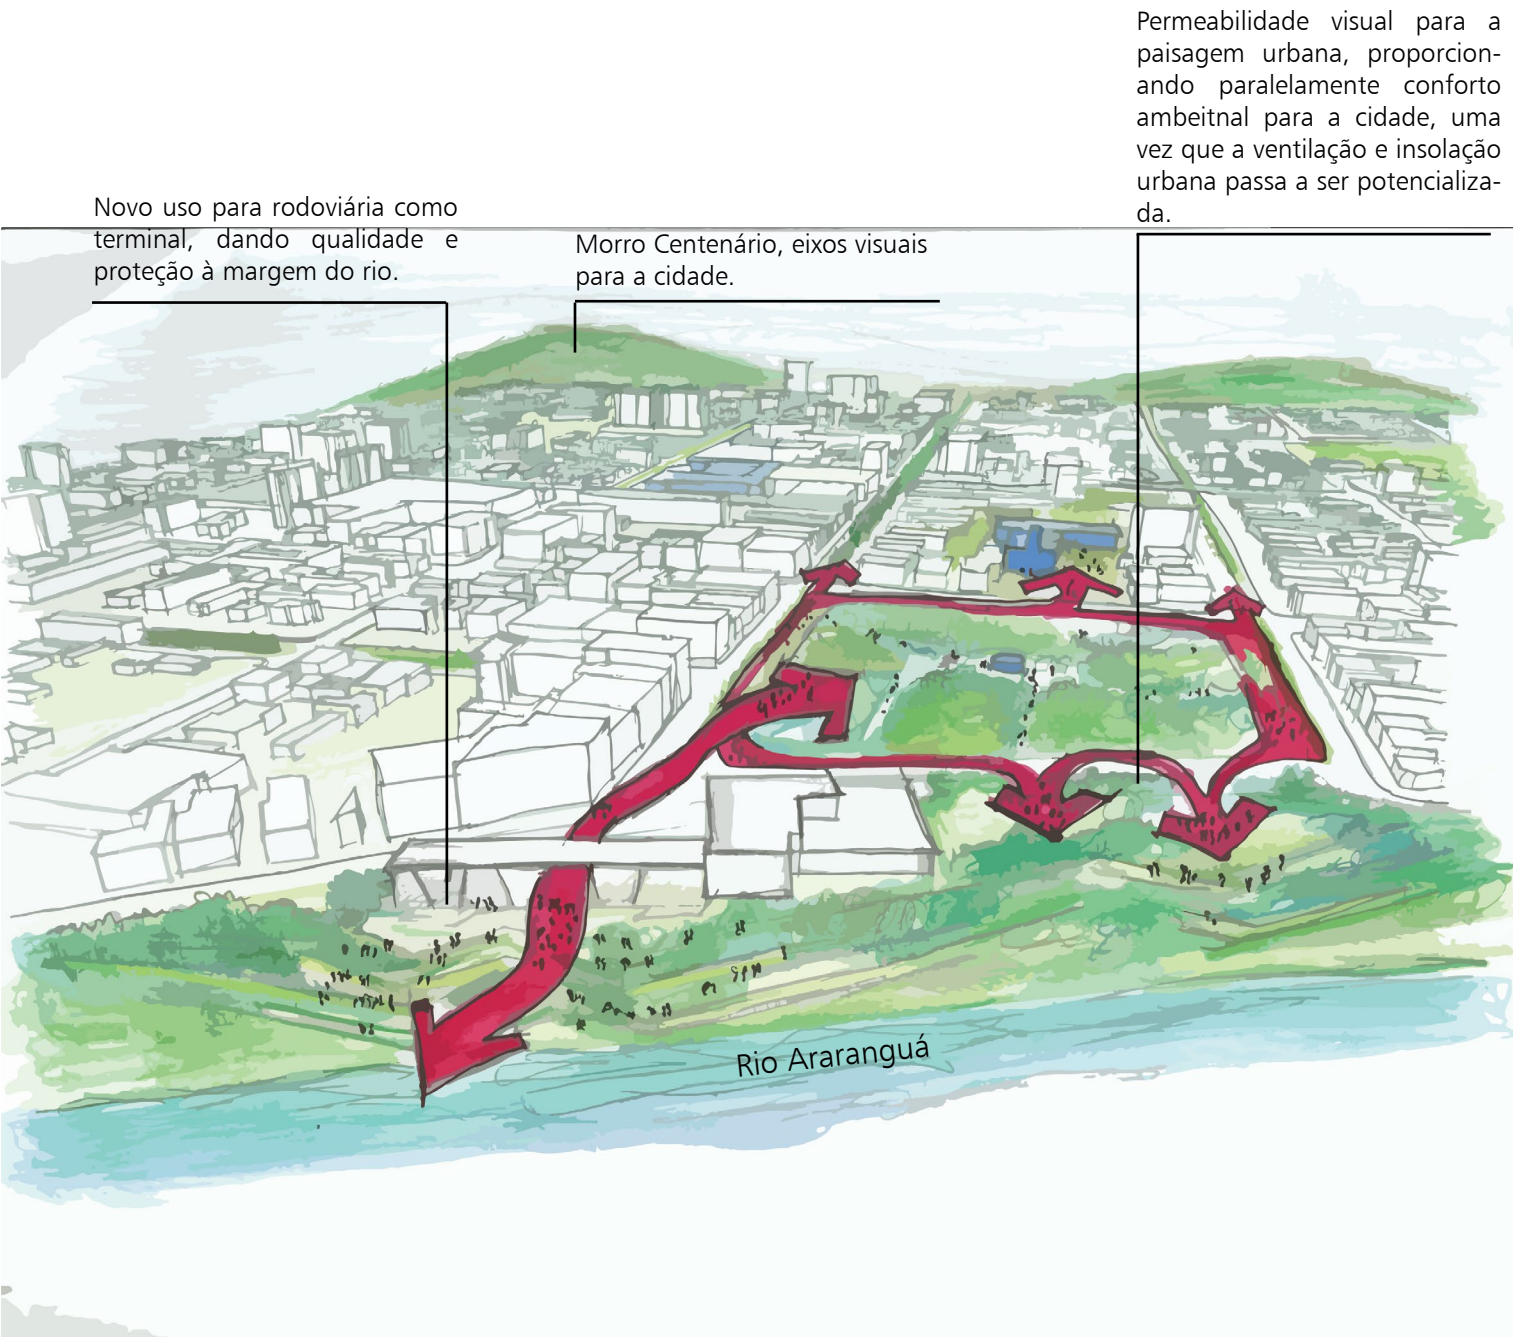 Permeabilidade visual para a
paisagem urbana, proporcion-
ando paralelamente conforto
ambeitnal para a cidade, uma
vez que a ventilação e insolação
urbana passa a ser potencializa-
da.
Novo uso para rodoviária como
terminal, dando qualidade e
proteção à margem do rio.
Morro Centenário, eixos visuais
para a cidade.
Rio Araranguá